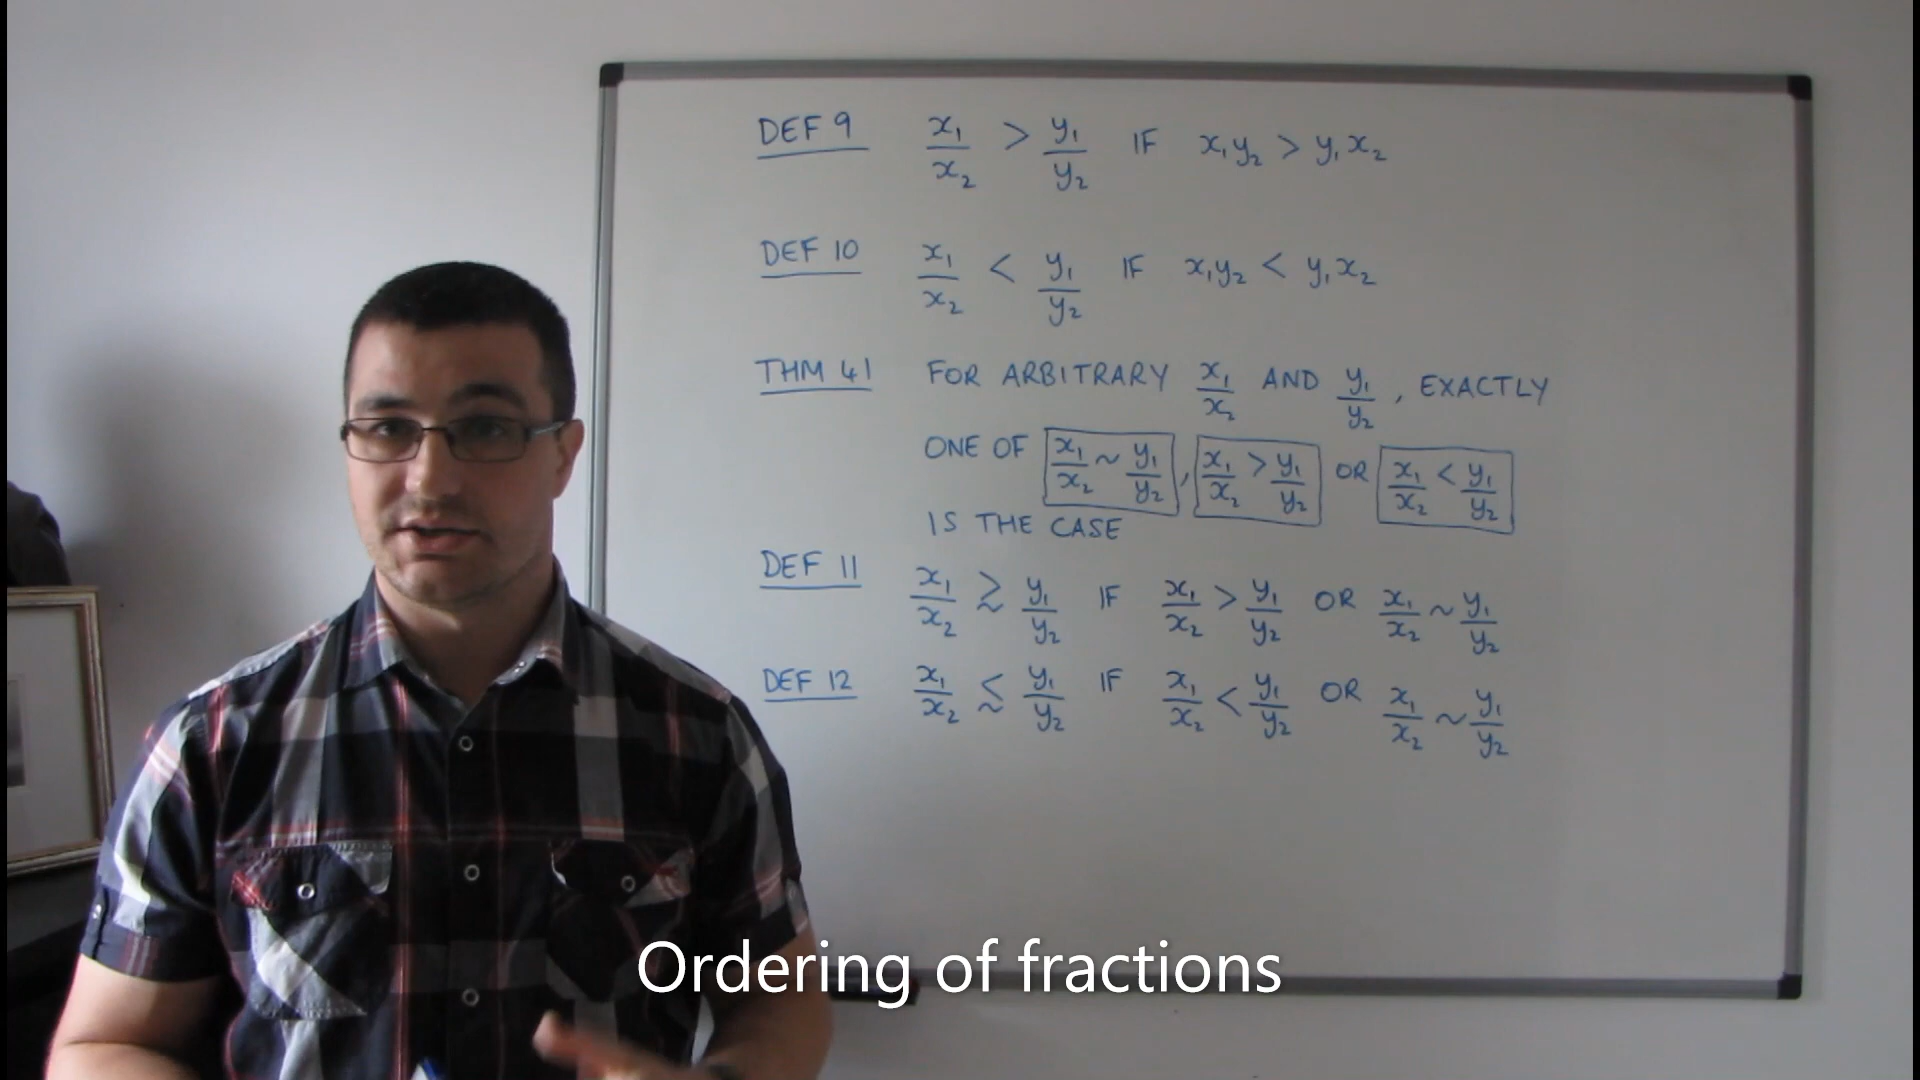 DEF 9 x₁/x₂ > y₁/y₂ IF x₁y₂ > y₁x₂
DEF 10 x₁/x₂ < y₁/y₂ IF x₁y₂ < y₁x₂
THM 41 FOR ARBITRARY x₁/x₂ AND y₁/y₂, EXACTLY
ONE OF x₁/x₂ ~ y₁/y₂, x₁/x₂ > y₁/y₂ OR x₁/x₂ < y₁/y₂
IS THE CASE
DEF 11 x₁/x₂ ≳ y₁/y₂ IF x₁/x₂ > y₁/y₂ OR x₁/x₂ ~ y₁/y₂
DEF 12 x₁/x₂ ≲ y₁/y₂ IF x₁/x₂ < y₁/y₂ OR x₁/x₂ ~ y₁/y₂
Ordering of fractions